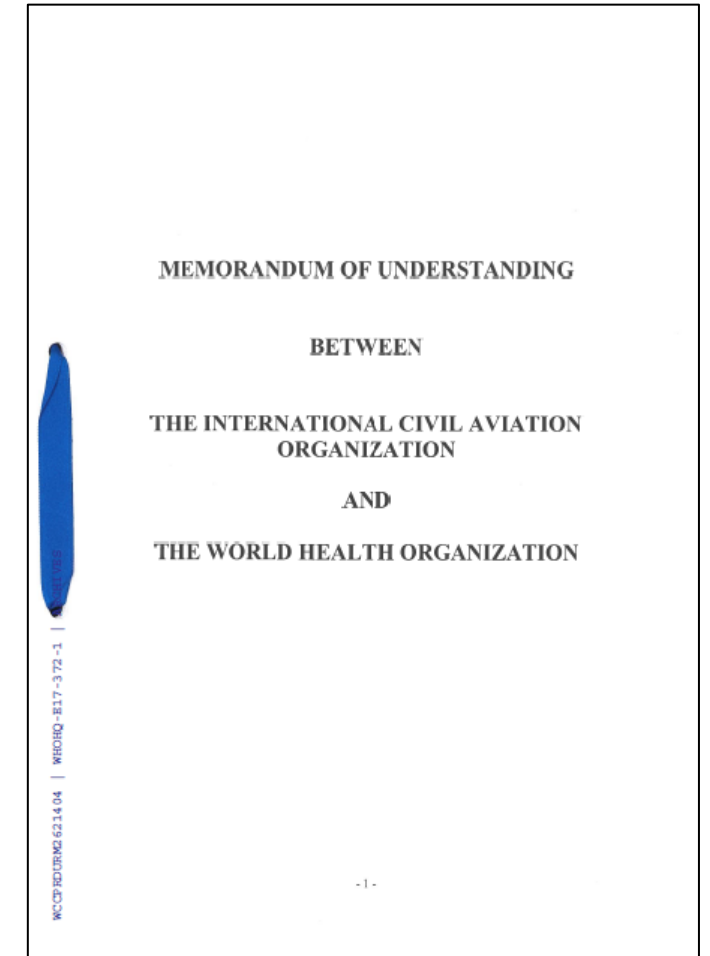 MEMORANDUM OF UNDERSTANDING
BETWEEN
THE INTERNATIONAL CIVIL AVIATION
ORGANIZATION
AND
THE WORLD HEALTH ORGANIZATION
WCCPRDURM2621404 | WHOHQ-E17-372-1 |
- 1 -